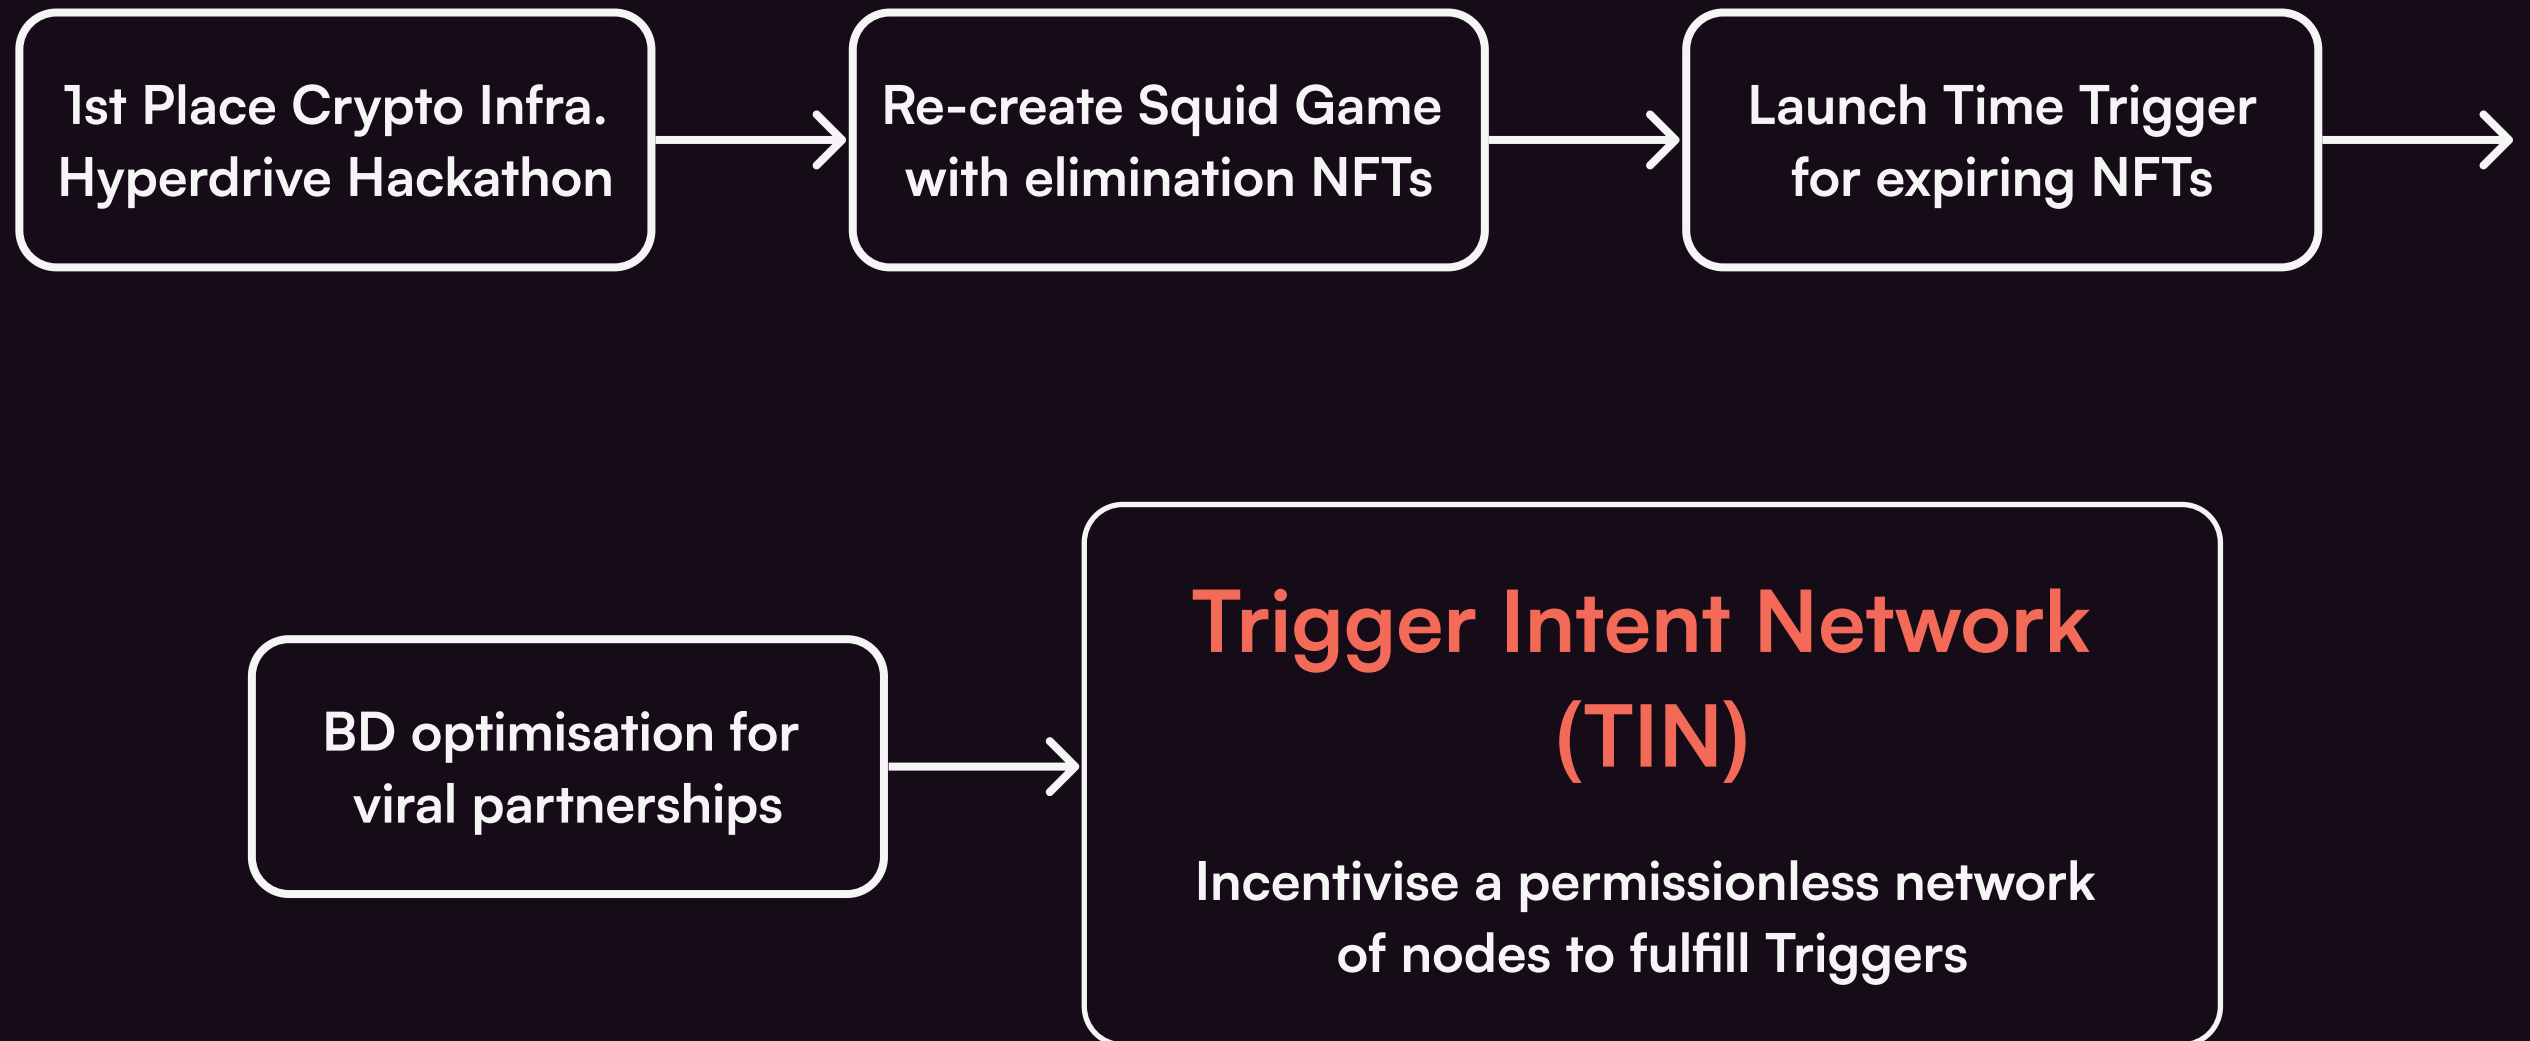 1st Place Crypto Infra.
Hyperdrive Hackathon
Re-create Squid Game
with elimination NFTs
Launch Time Trigger
for expiring NFTs
BD optimisation for
viral partnerships
Trigger Intent Network
(TIN)
Incentivise a permissionless network
of nodes to fulfill Triggers